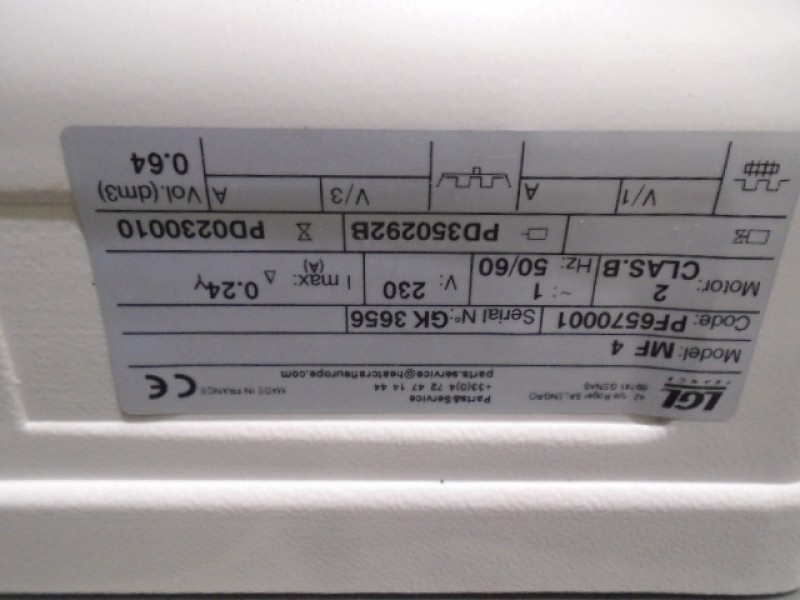 LGL
FRANCE
42, rue Roger SALENGRO
69741 GENAS
Parts&Service
+33(0)4 72 47 14 44
parts.service@heatcrafteurope.com
MADE IN FRANCE
CE
Model: MF 4
Code: PF6570001 Serial N°: GK 3656
Motor: 2 CLAS.B ~: 1 Hz: 50/60 V: 230 I max: (A) 0.24Y Δ
PD350292B PD0230010
V/1 A V/3 A Vol.(dm3) 0.64